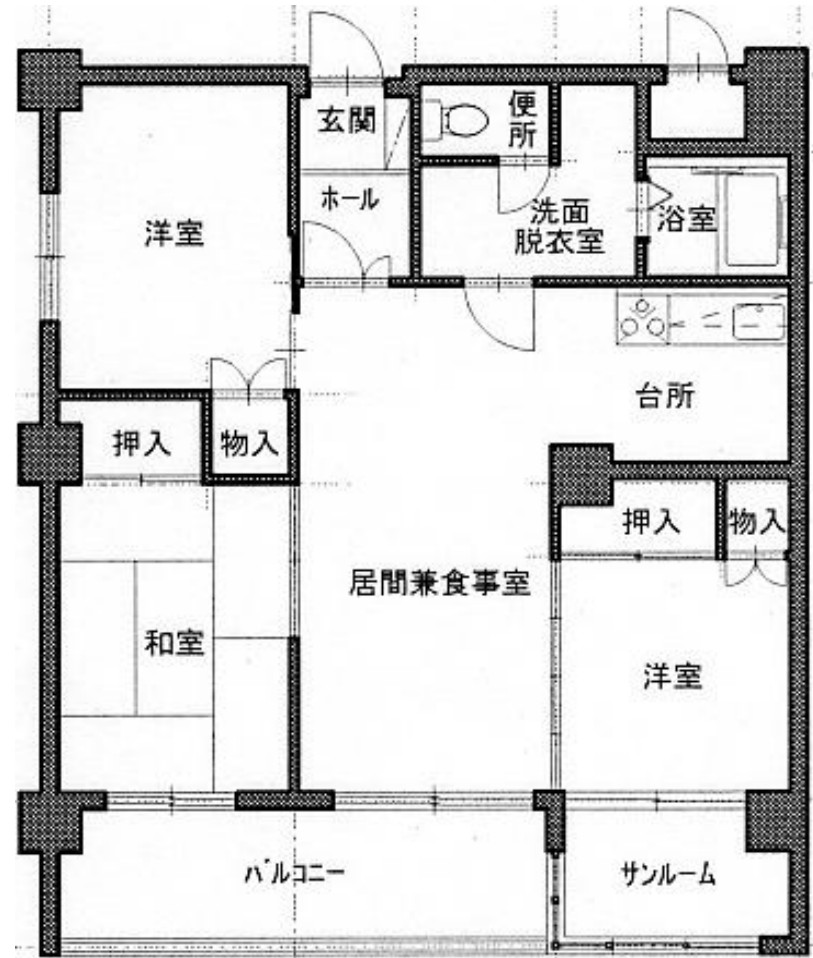 玄関
便
所
ホール
洋室
洗面
脱衣室
浴室
台所
押入
物入
押入
物入
居間兼食事室
和室
洋室
バルコニー
サンルーム